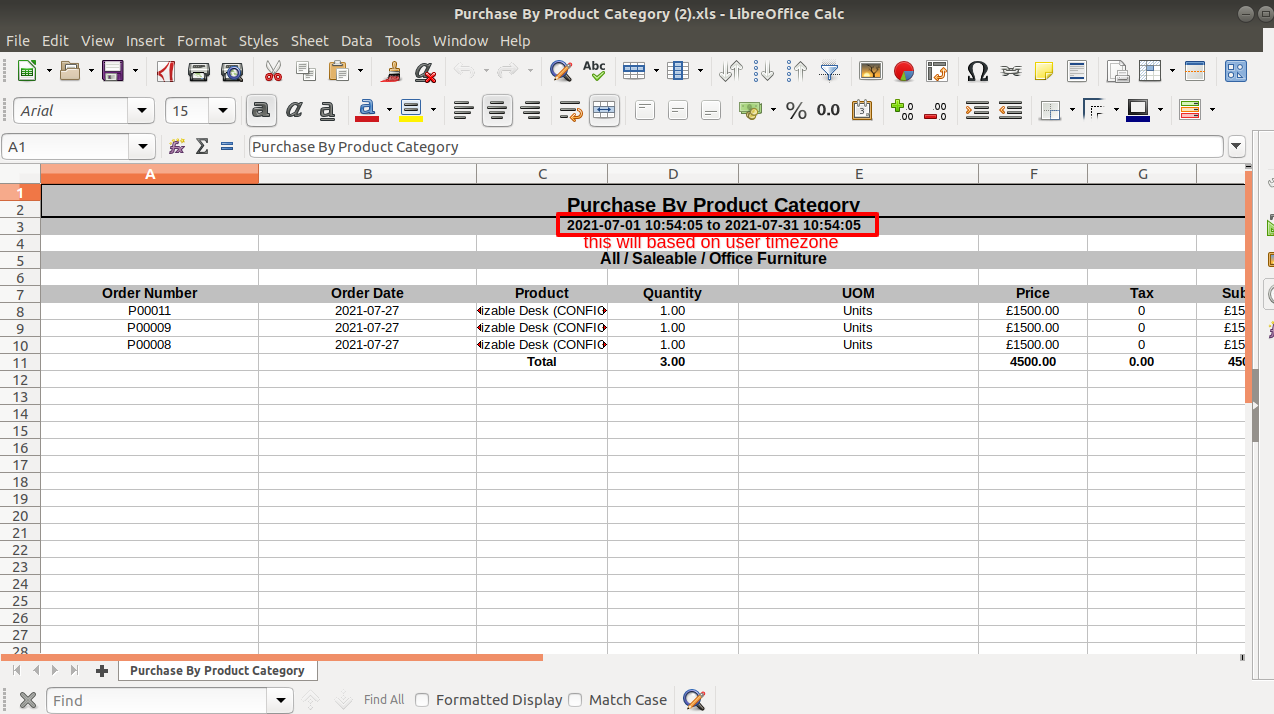 Purchase By Product Category (2).xls - LibreOffice Calc
File Edit View Insert Format Styles Sheet Data Tools Window Help
Abc
Arial 15 a a a a % 0.0 .00 .00
A1 fx Σ = Purchase By Product Category
A B C D E F G
1 Purchase By Product Category
2
3 2021-07-01 10:54:05 to 2021-07-31 10:54:05
4 this will based on user timezone
5 All / Saleable / Office Furniture
6
7 Order Number Order Date Product Quantity UOM Price Tax Sub
8 P00011 2021-07-27 izable Desk (CONFIG 1.00 Units £1500.00 0 £15
9 P00009 2021-07-27 izable Desk (CONFIG 1.00 Units £1500.00 0 £15
10 P00008 2021-07-27 izable Desk (CONFIG 1.00 Units £1500.00 0 £15
11 Total 3.00 4500.00 0.00 450
12
13
14
15
16
17
18
19
20
21
22
23
24
25
26
27
28
Purchase By Product Category
Find Find All Formatted Display Match Case